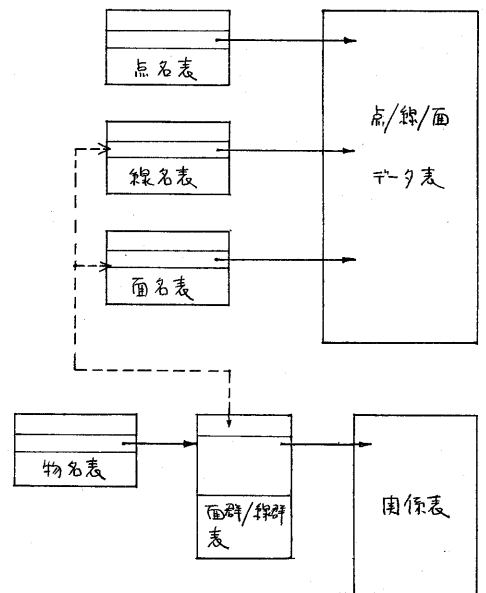 点名表
点/線/面
データ表
線名表
面名表
物名表
面群/線群
表
関係表